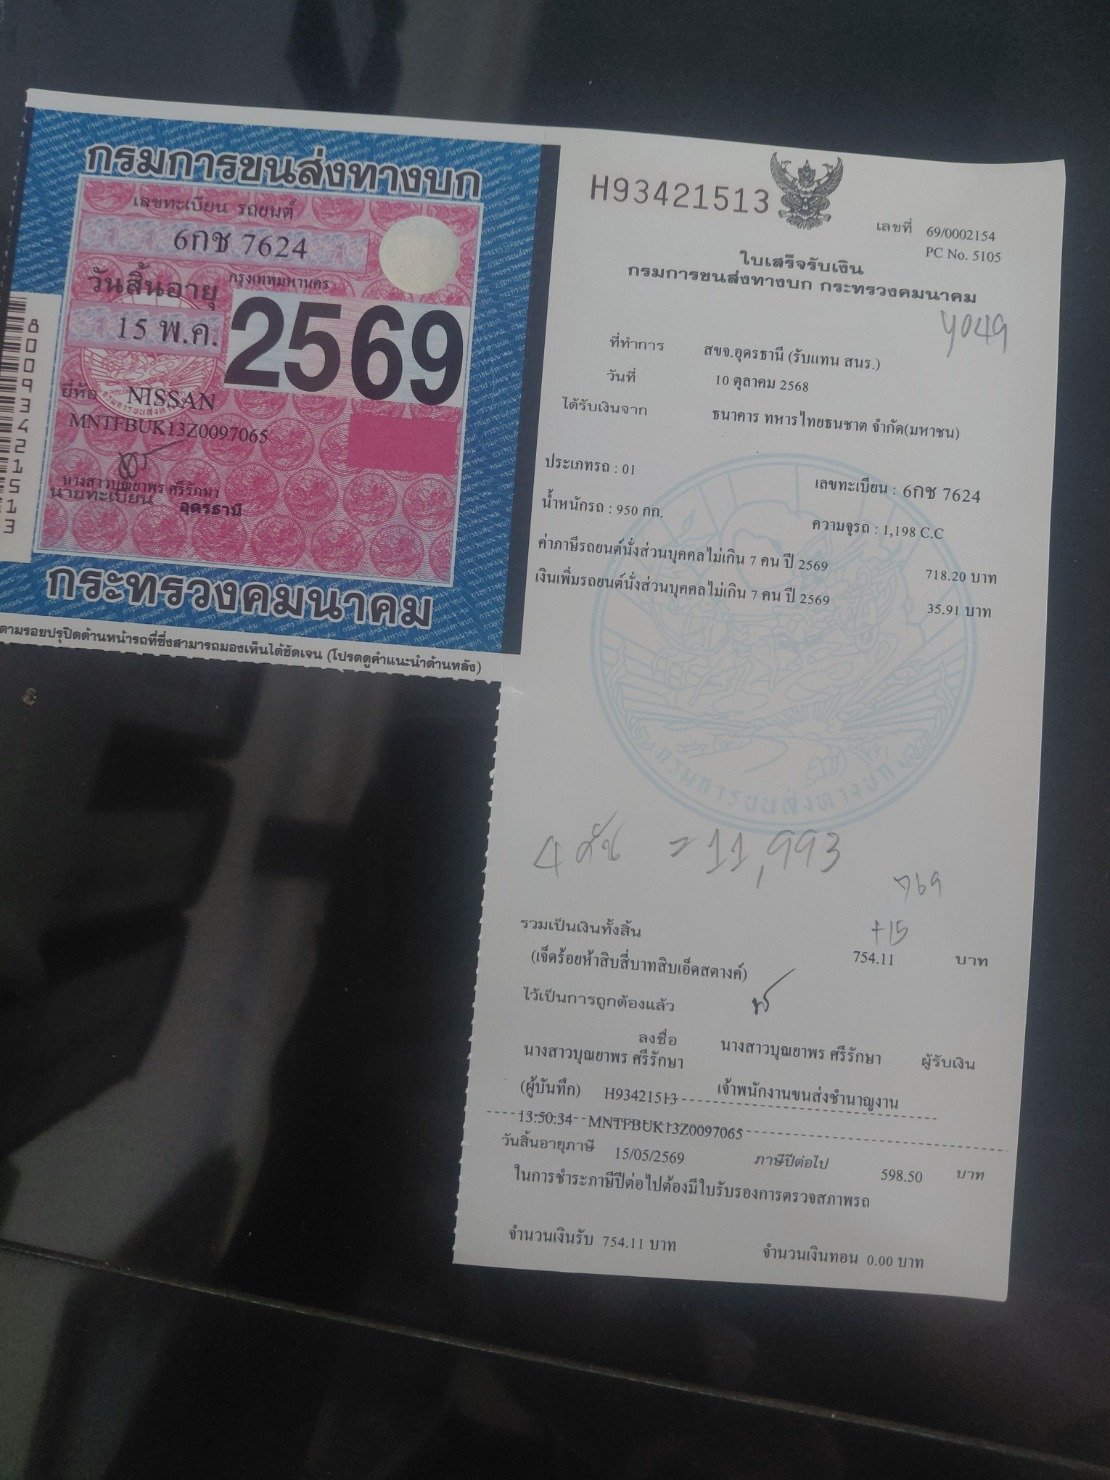 กรมการขนส่งทางบก
เลขทะเบียน รถยนต์
6กช 7624
กรุงเทพมหานคร
วันสิ้นอายุ
15 พ.ค.
2569
ยี่ห้อ NISSAN
MNTFBUK13Z0097065
นางสาวบุณยาพร ศรีรักษา
นายทะเบียน อุดรธานี
กระทรวงคมนาคม
ตามรอยปรุปิดด้านหน้ารถที่ซึ่งสามารถมองเห็นได้ชัดเจน (โปรดดูคำแนะนำด้านหลัง)
80093421513
H93421513
เลขที่ 69/0002154
PC No. 5105
ใบเสร็จรับเงิน
กรมการขนส่งทางบก กระทรวงคมนาคม
ที่ทำการ สขจ.อุดรธานี (รับแทน สนร.)
วันที่ 10 ตุลาคม 2568
ได้รับเงินจาก ธนาคาร ทหารไทยธนชาต จำกัด(มหาชน)
ประเภทรถ : 01
เลขทะเบียน : 6กช 7624
น้ำหนักรถ : 950 กก.
ความจุรถ : 1,198 C.C
ค่าภาษีรถยนต์นั่งส่วนบุคคลไม่เกิน 7 คน ปี 2569 718.20 บาท
เงินเพิ่มรถยนต์นั่งส่วนบุคคลไม่เกิน 7 คน ปี 2569 35.91 บาท
กรมการขนส่งทางบก
4 คัน = 11,993
769
+15
รวมเป็นเงินทั้งสิ้น 754.11 บาท
(เจ็ดร้อยห้าสิบสี่บาทสิบเอ็ดสตางค์)
ไว้เป็นการถูกต้องแล้ว
ลงชื่อ นางสาวบุณยาพร ศรีรักษา ผู้รับเงิน
นางสาวบุณยาพร ศรีรักษา
(ผู้บันทึก) H93421513 เจ้าพนักงานขนส่งชำนาญงาน
13:50:34 MNTFBUK13Z0097065
วันสิ้นอายุภาษี 15/05/2569 ภาษีปีต่อไป 598.50 บาท
ในการชำระภาษีปีต่อไปต้องมีใบรับรองการตรวจสภาพรถ
จำนวนเงินรับ 754.11 บาท จำนวนเงินทอน 0.00 บาท